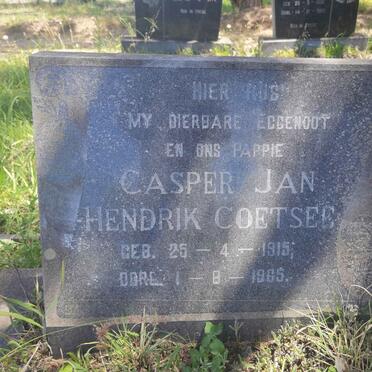 HIER RUS
MY DIERBARE EGGENOOT
EN ONS PAPPIE
CASPER JAN
HENDRIK COETSEE
GEB. 25 - 4 - 1915,
OORL. 1 - 8 - 1965.